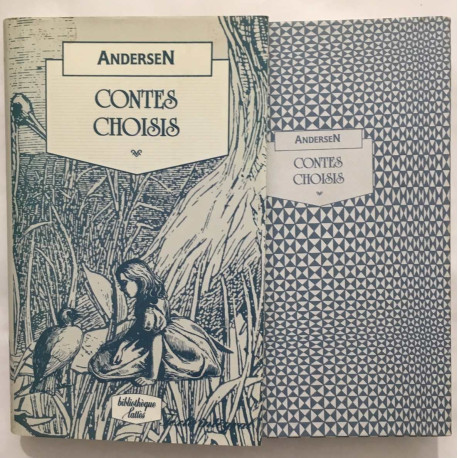 ANDERSEN
CONTES
CHOISIS
bibliothèque
lattès
ANDERSEN
CONTES
CHOISIS